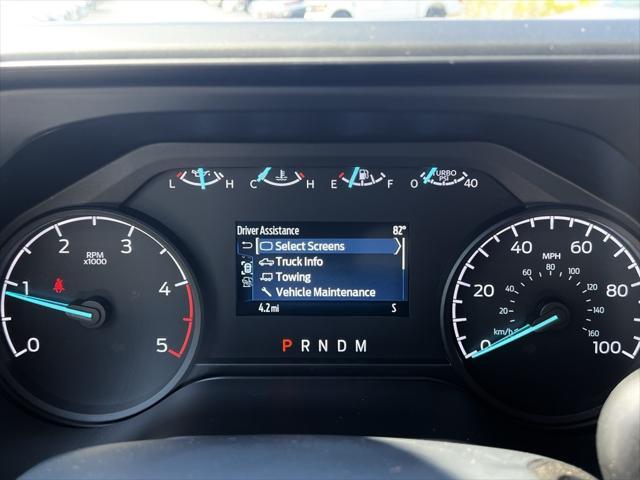 L H C H E F 0 TURBO PSI 40
Driver Assistance 82°
Select Screens
Truck Info
Towing
Vehicle Maintenance
4.2 mi S
P R N D M
RPM
x1000
0 1 2 3 4 5
MPH
0 20 40 60 80 100
km/h
20 40 60 80 100 120 140 160